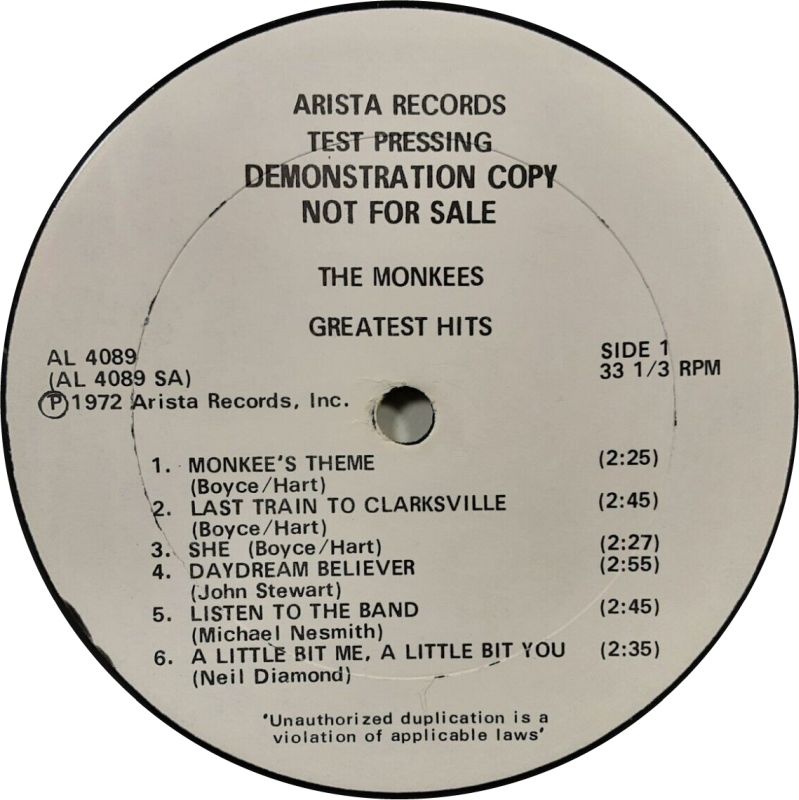 ARISTA RECORDS
TEST PRESSING
DEMONSTRATION COPY
NOT FOR SALE
THE MONKEES
GREATEST HITS
AL 4089
(AL 4089 SA)
Ⓟ1972 Arista Records, Inc.
SIDE 1
33 1/3 RPM
1. MONKEE'S THEME (2:25)
(Boyce/Hart)
2. LAST TRAIN TO CLARKSVILLE (2:45)
(Boyce/Hart)
3. SHE (Boyce/Hart) (2:27)
4. DAYDREAM BELIEVER (2:55)
(John Stewart)
5. LISTEN TO THE BAND (2:45)
(Michael Nesmith)
6. A LITTLE BIT ME, A LITTLE BIT YOU (2:35)
(Neil Diamond)
'Unauthorized duplication is a
violation of applicable laws'